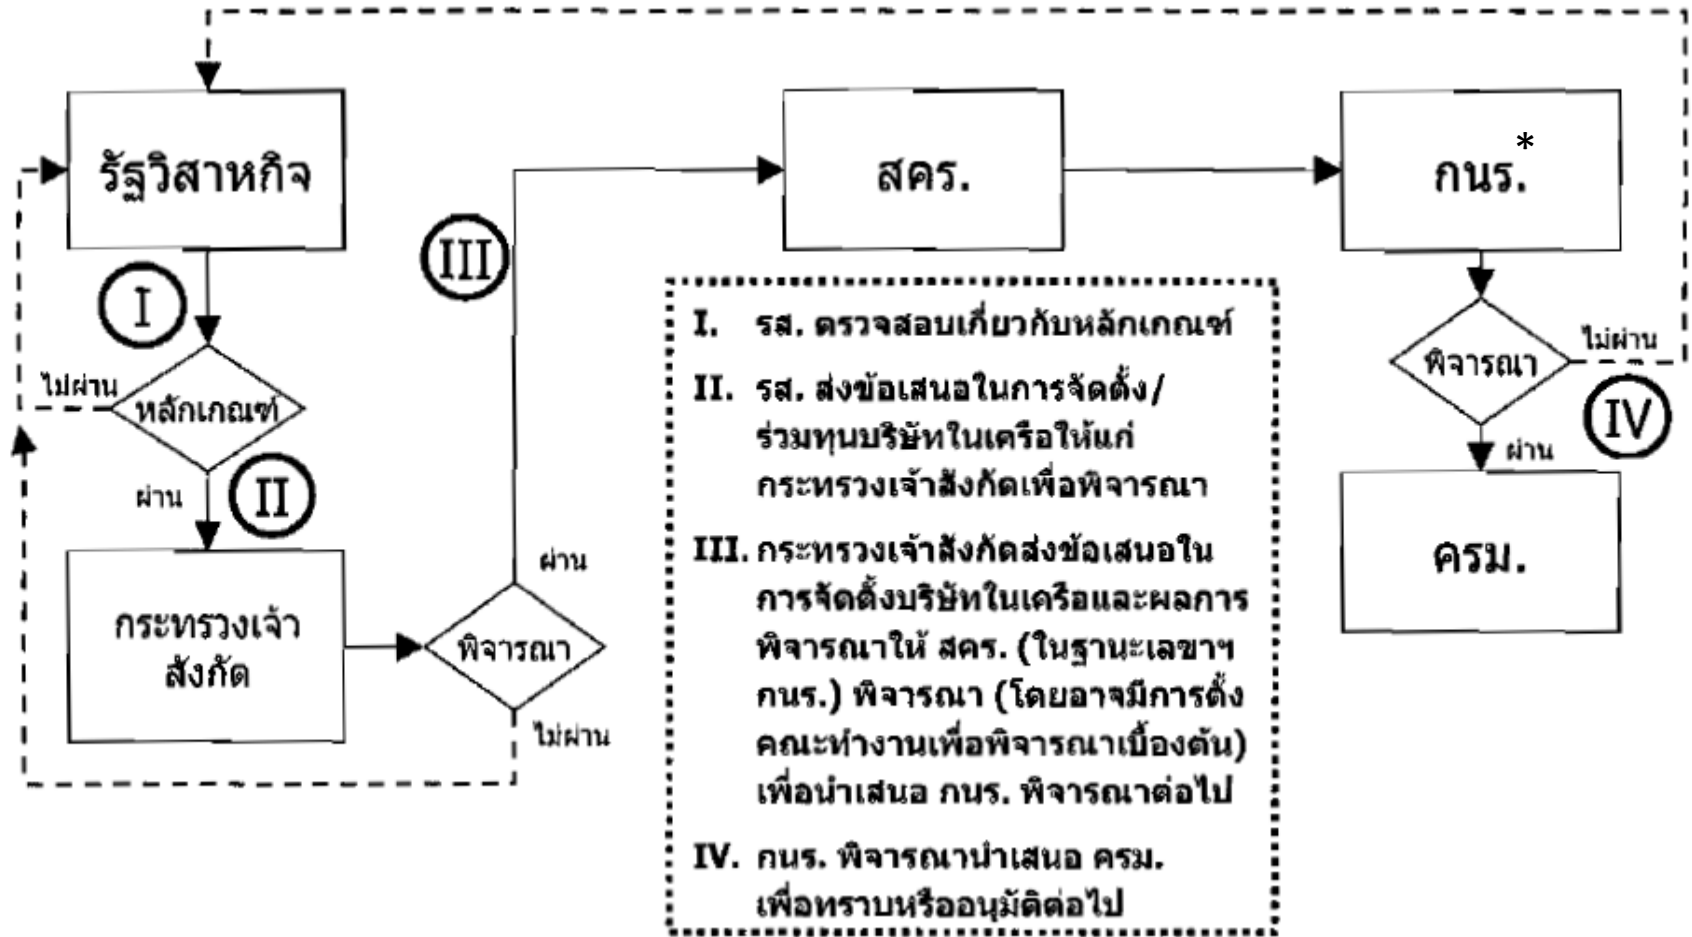 รัฐวิสาหกิจ
สคร.
กนร.*
I
III
ไม่ผ่าน
หลักเกณฑ์
ผ่าน
II
กระทรวงเจ้า
สังกัด
ผ่าน
พิจารณา
ไม่ผ่าน
I. รส. ตรวจสอบเกี่ยวกับหลักเกณฑ์
II. รส. ส่งข้อเสนอในการจัดตั้ง/
ร่วมทุนบริษัทในเครือให้แก่
กระทรวงเจ้าสังกัดเพื่อพิจารณา
III. กระทรวงเจ้าสังกัดส่งข้อเสนอใน
การจัดตั้งบริษัทในเครือและผลการ
พิจารณาให้ สคร. (ในฐานะเลขาฯ
กนร.) พิจารณา (โดยอาจมีการตั้ง
คณะทำงานเพื่อพิจารณาเบื้องต้น)
เพื่อนำเสนอ กนร. พิจารณาต่อไป
IV. กนร. พิจารณานำเสนอ ครม.
เพื่อทราบหรืออนุมัติต่อไป
พิจารณา
ไม่ผ่าน
IV
ผ่าน
ครม.